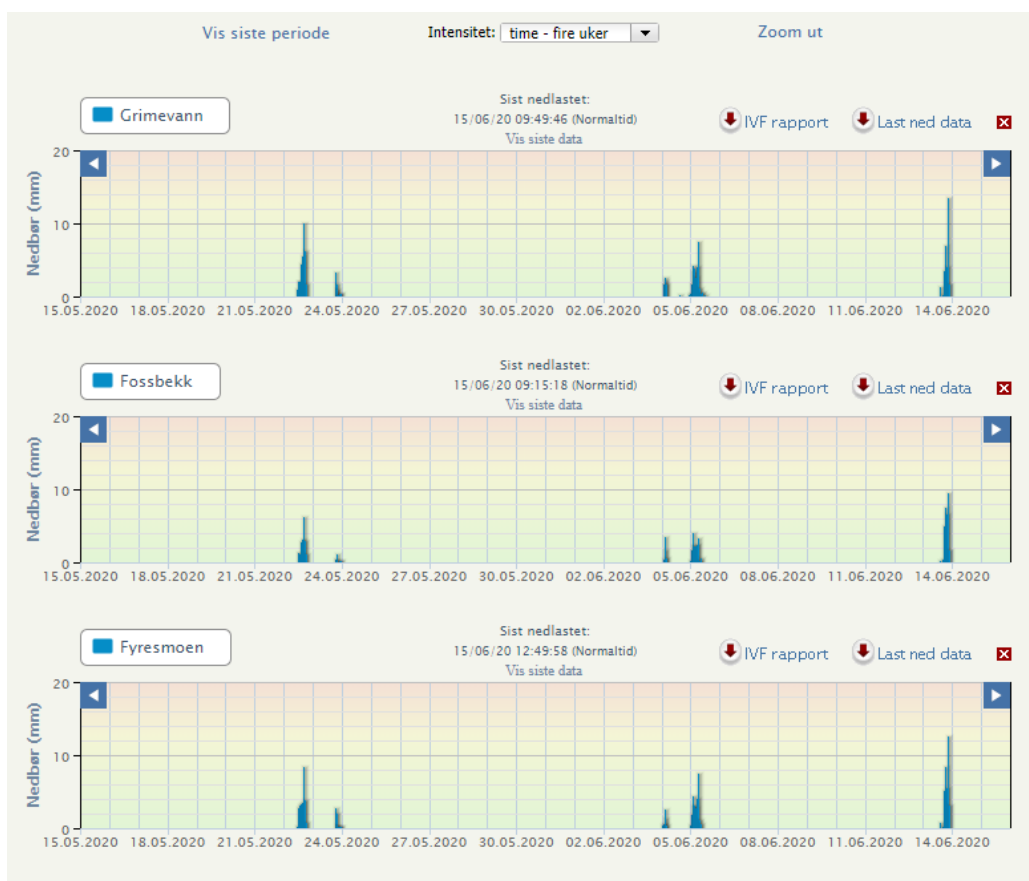 Vis siste periode Intensitet: time - fire uker Zoom ut
Grimevann
Sist nedlastet:
15/06/20 09:49:46 (Normaltid)
Vis siste data
IVF rapport Last ned data
Nedbør (mm)
20
10
0
15.05.2020 18.05.2020 21.05.2020 24.05.2020 27.05.2020 30.05.2020 02.06.2020 05.06.2020 08.06.2020 11.06.2020 14.06.2020
Fossbekk
Sist nedlastet:
15/06/20 09:15:18 (Normaltid)
Vis siste data
IVF rapport Last ned data
Nedbør (mm)
20
10
0
15.05.2020 18.05.2020 21.05.2020 24.05.2020 27.05.2020 30.05.2020 02.06.2020 05.06.2020 08.06.2020 11.06.2020 14.06.2020
Fyresmoen
Sist nedlastet:
15/06/20 12:49:58 (Normaltid)
Vis siste data
IVF rapport Last ned data
Nedbør (mm)
20
10
0
15.05.2020 18.05.2020 21.05.2020 24.05.2020 27.05.2020 30.05.2020 02.06.2020 05.06.2020 08.06.2020 11.06.2020 14.06.2020